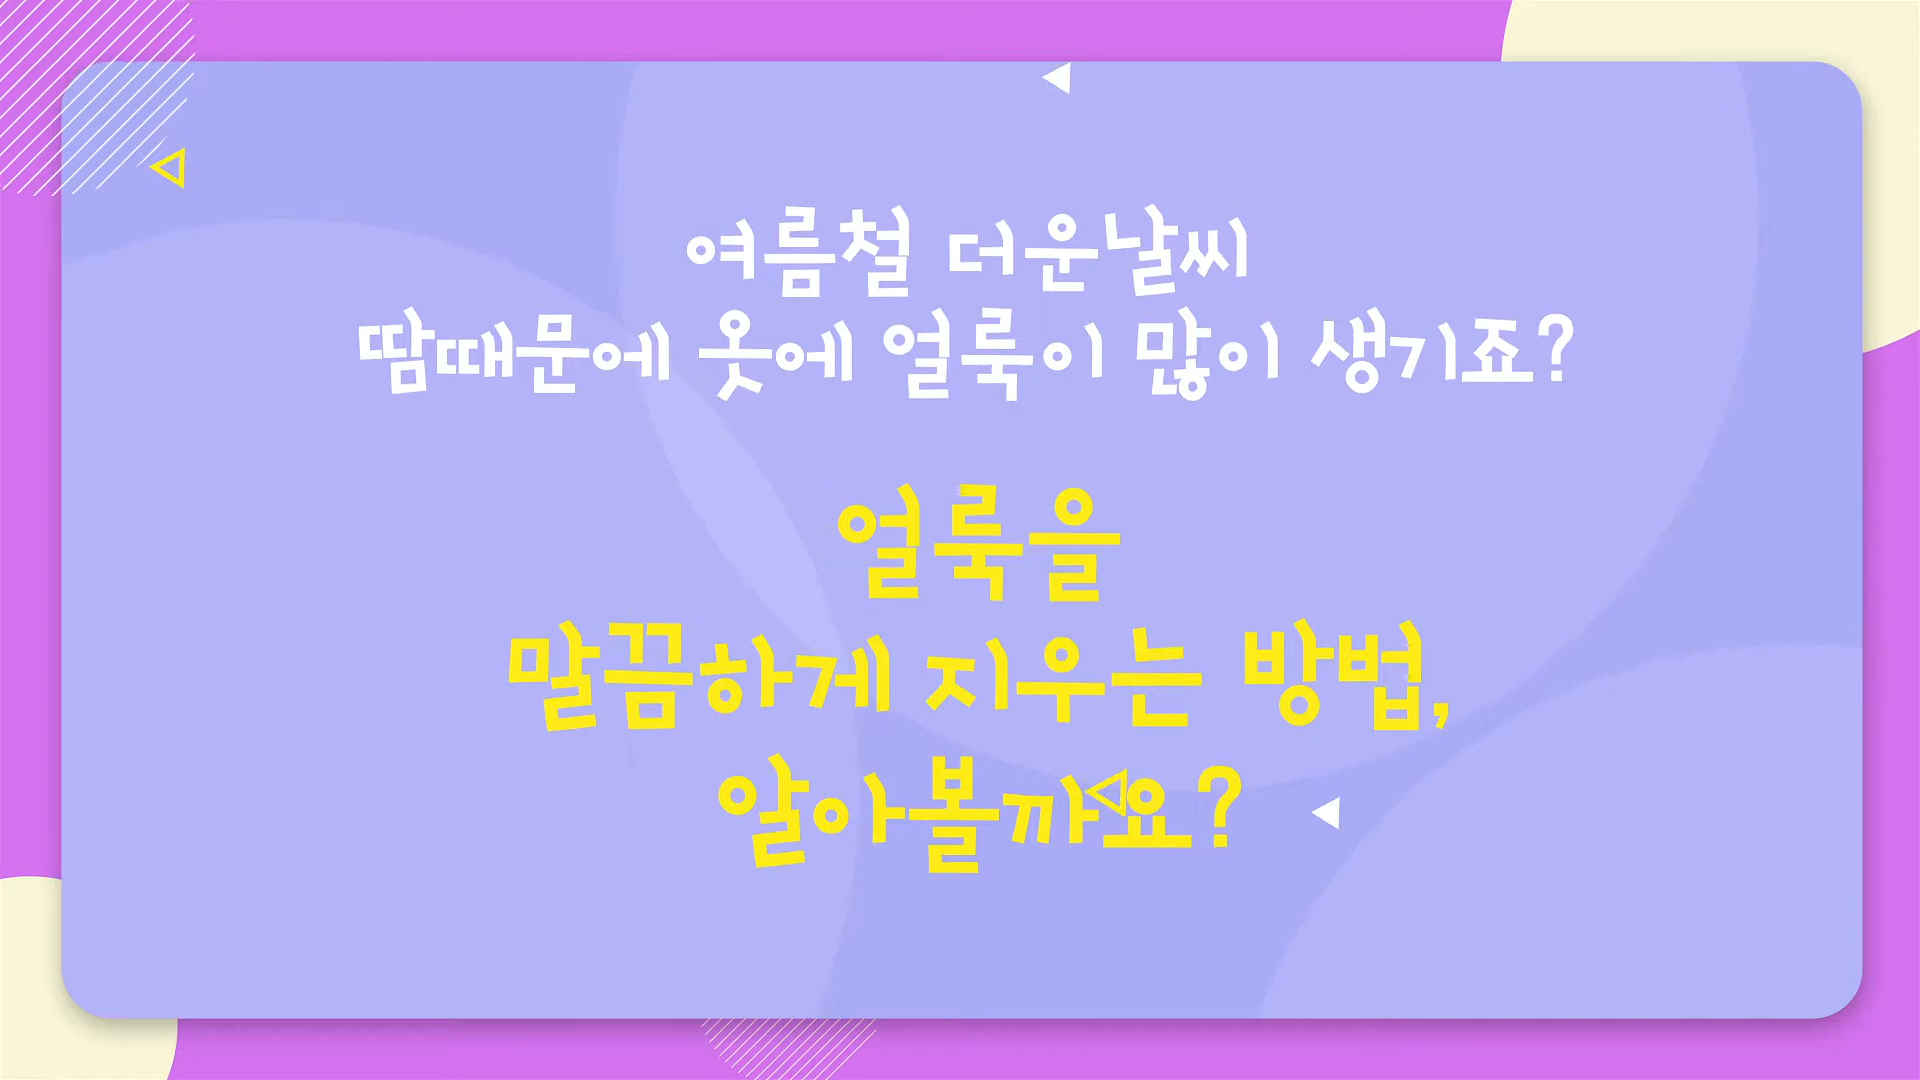 여름철 더운날씨
땀때문에 옷에 얼룩이 많이 생기죠?
얼룩을
말끔하게 지우는 방법,
알아볼까요?